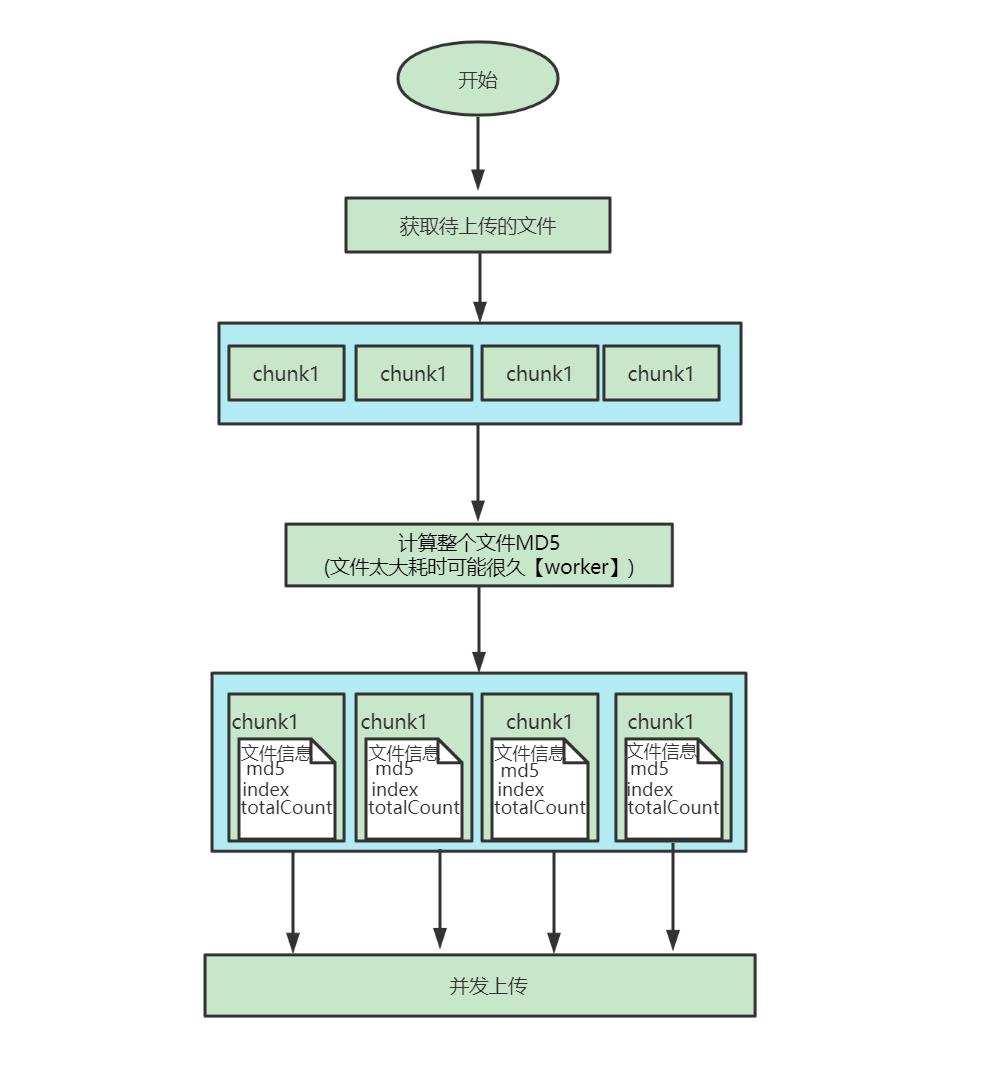 开始
获取待上传的文件
chunk1 chunk1 chunk1 chunk1
计算整个文件MD5
(文件太大耗时可能很久【worker】)
chunk1 chunk1 chunk1 chunk1
文件信息 文件信息 文件信息 文件信息
md5 md5 md5 md5
index index index index
totalCount totalCount totalCount totalCount
并发上传